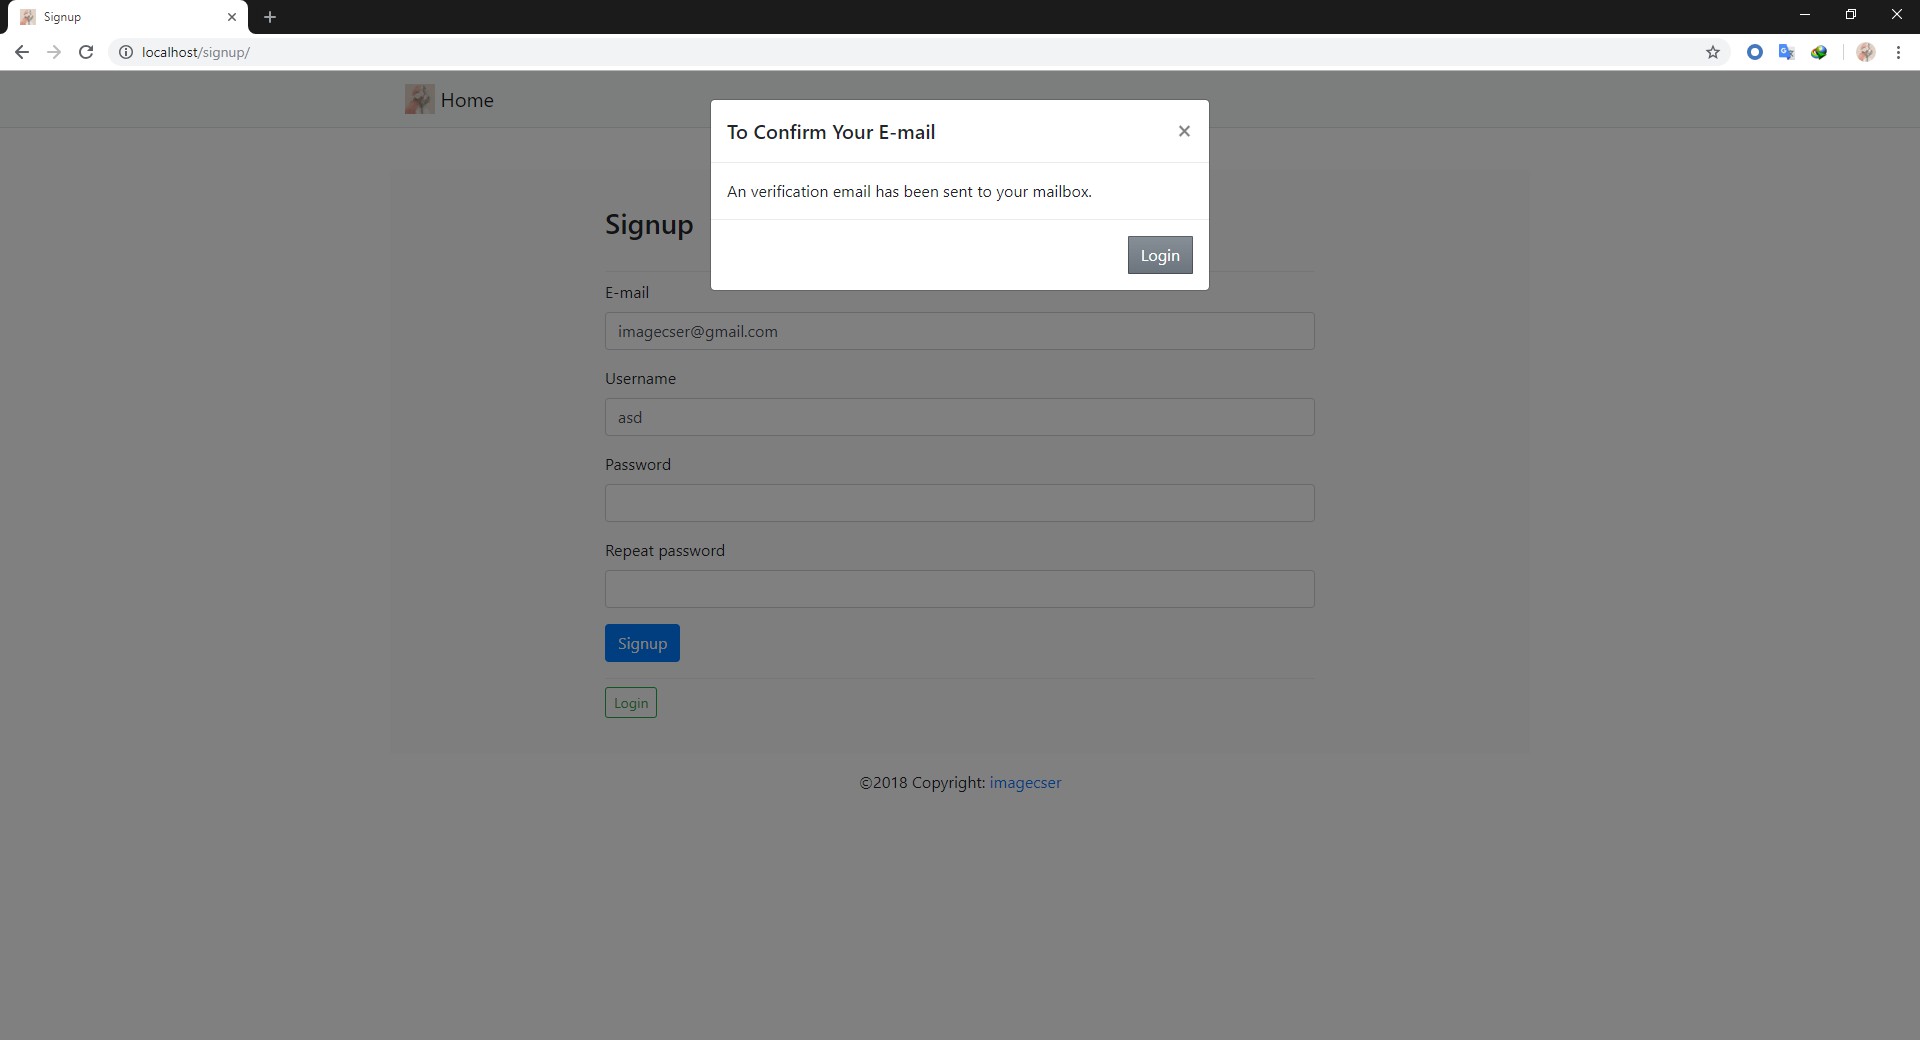 Signup
localhost/signup/
Home
To Confirm Your E-mail
An verification email has been sent to your mailbox.
Login
Signup
E-mail
imagecser@gmail.com
Username
asd
Password
Repeat password
Signup
Login
©2018 Copyright: imagecser